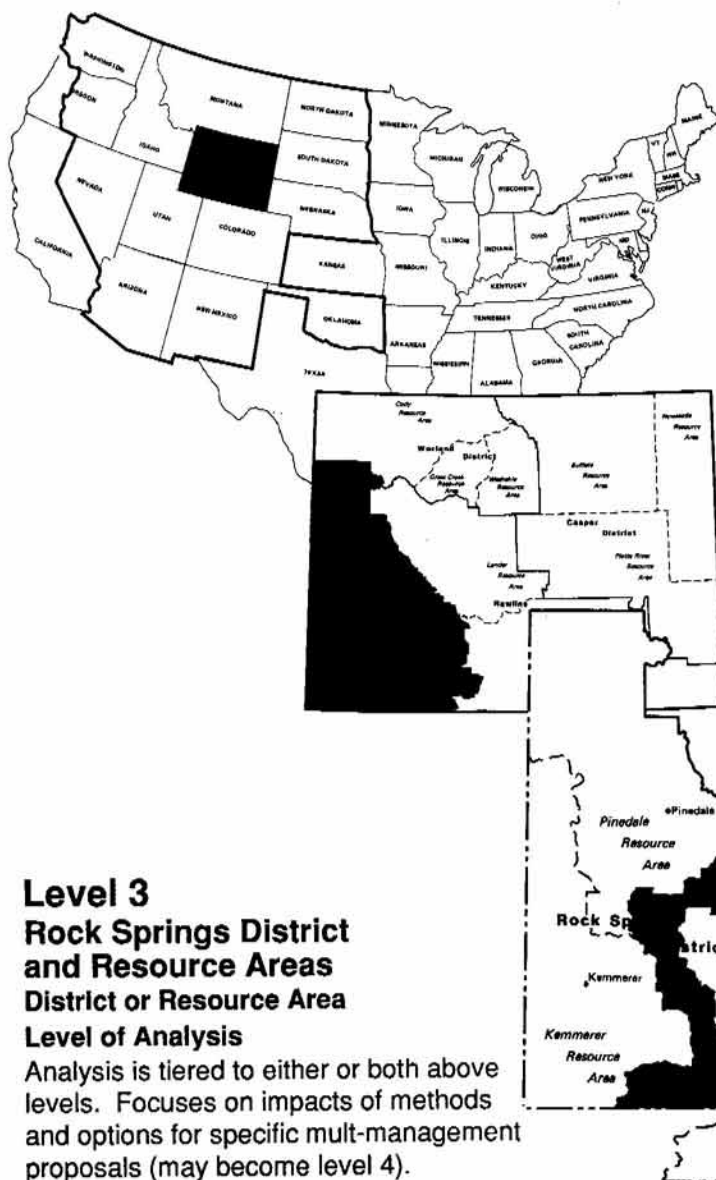 WASHINGTON
OREGON
IDAHO
MONTANA
NORTH DAKOTA
SOUTH DAKOTA
NEBRASKA
NEVADA
UTAH
COLORADO
KANSAS
CALIFORNIA
ARIZONA
NEW MEXICO
OKLAHOMA
TEXAS
MINNESOTA
IOWA
MISSOURI
ARKANSAS
WISCONSIN
MICHIGAN
ILLINOIS
INDIANA
OHIO
KENTUCKY
TENNESSEE
MISSISSIPPI
ALABAMA
GEORGIA
SOUTH
CAROLINA
NORTH CAROLINA
VIRGINIA
WEST
VIRGINIA
PENNSYLVANIA
NEW YORK
VT
NH
MAINE
MASS
CONN
NJ
MD
Cody
Resource
Area
Worland
District
Grass Creek
Resource
Area
Washakie
Resource
Area
Buffalo
Resource
Area
Newcastle
Resource
Area
Casper
District
Platte River
Resource
Area
Lander
Resource
Area
Rawlins
Pinedale
Pinedale
Resource
Area
Rock Sp
stric
Kemmerer
Kemmerer
Resource
Area
Level 3
Rock Springs District
and Resource Areas
District or Resource Area
Level of Analysis
Analysis is tiered to either or both above
levels. Focuses on impacts of methods
and options for specific mult-management
proposals (may become level 4).